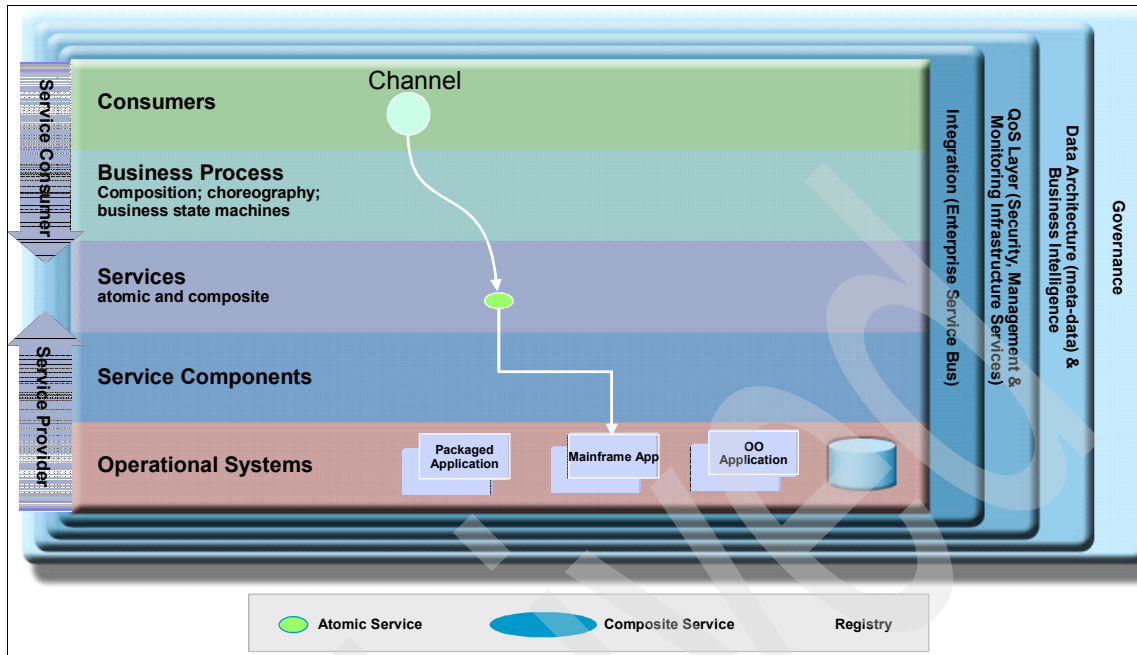 Channel
Consumers
Business Process
Composition; choreography;
business state machines
Services
atomic and composite
Service Components
Operational Systems
Packaged
Application
Mainframe App
OO
Application
Service Consumer
Service Provider
Integration (Enterprise Service Bus)
QoS Layer (Security, Management &
Monitoring Infrastructure Services)
Data Architecture (meta-data) &
Business Intelligence
Governance
Atomic Service
Composite Service
Registry